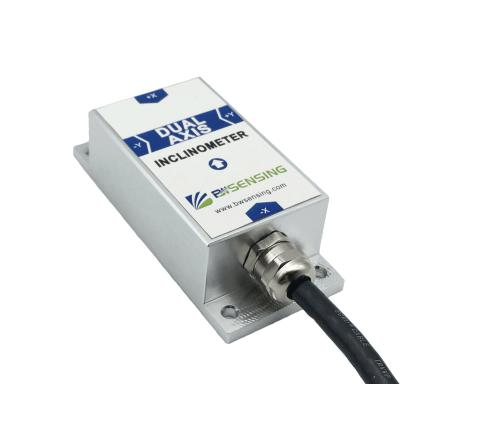 +X
-Y
DUAL
AXIS
+Y
INCLINOMETER
BWSENSING
www.bwsensing.com
-X